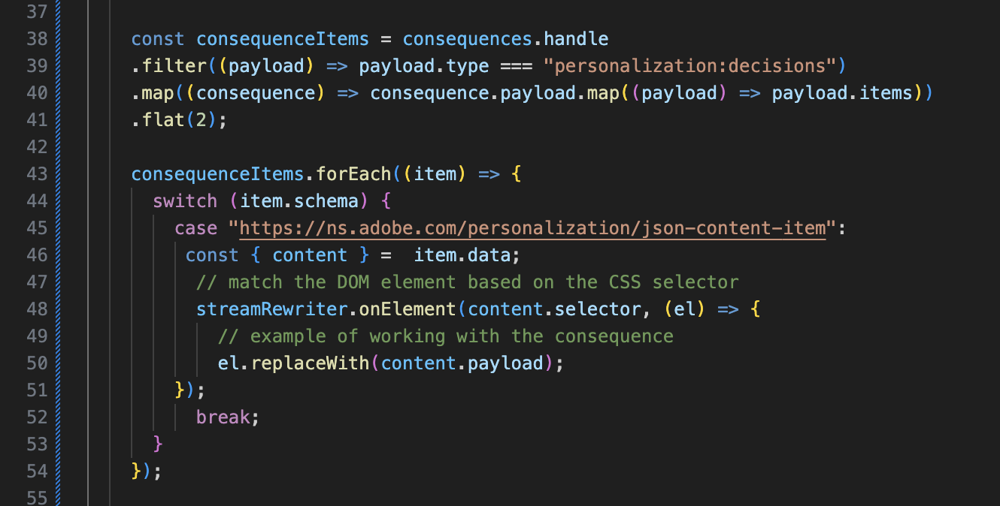 37
38 const consequenceItems = consequences.handle
39 .filter((payload) => payload.type === "personalization:decisions")
40 .map((consequence) => consequence.payload.map((payload) => payload.items))
41 .flat(2);
42
43 consequenceItems.forEach((item) => {
44 switch (item.schema) {
45 case "https://ns.adobe.com/personalization/json-content-item":
46 const { content } =  item.data;
47 // match the DOM element based on the CSS selector
48 streamRewriter.onElement(content.selector, (el) => {
49 // example of working with the consequence
50 el.replaceWith(content.payload);
51 });
52 break;
53 }
54 });
55